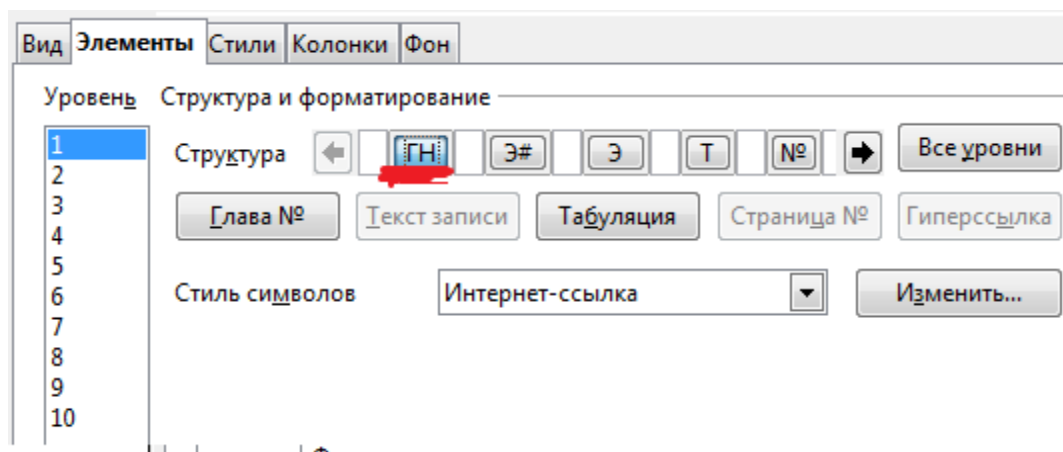 Вид Элементы Стили Колонки Фон
Уровень Структура и форматирование
1
2
3
4
5
6
7
8
9
10
Структура ГН Э# Э Т № Все уровни
Глава № Текст записи Табуляция Страница № Гиперссылка
Стиль символов Интернет-ссылка Изменить...